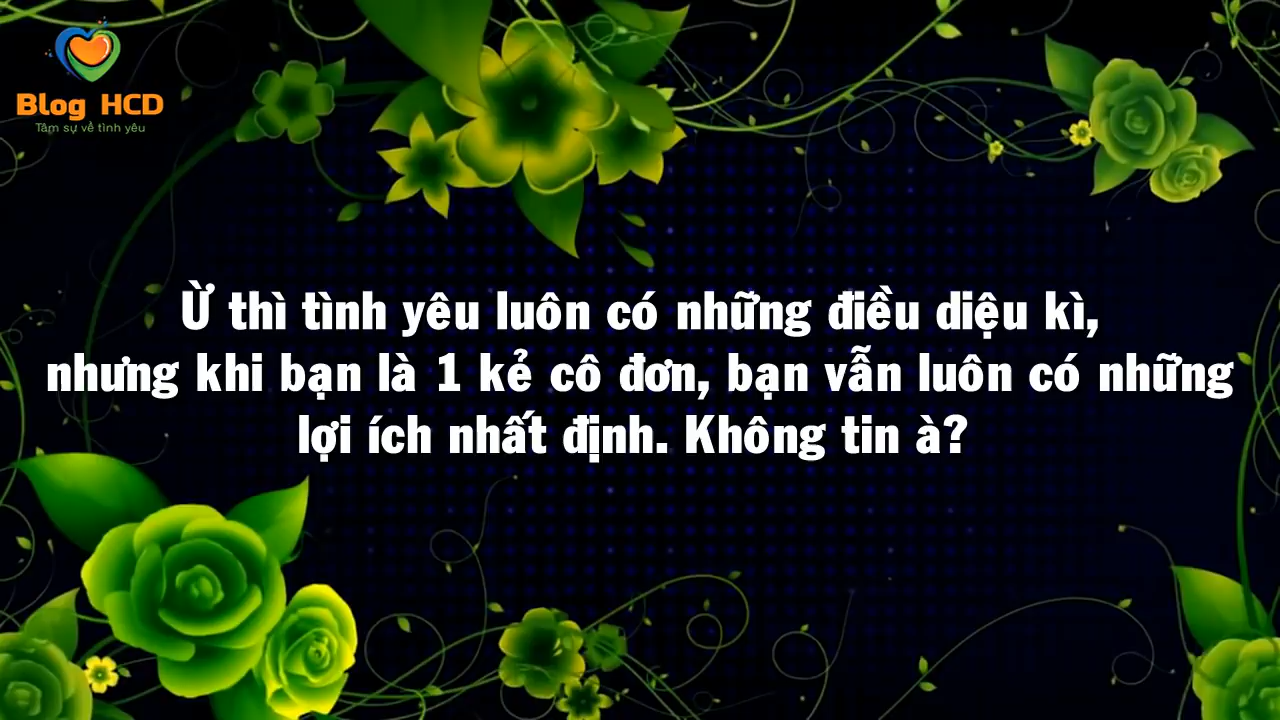 Blog HCD
Tâm sự về tình yêu
Ừ thì tình yêu luôn có những điều diệu kì,
nhưng khi bạn là 1 kẻ cô đơn, bạn vẫn luôn có những
lợi ích nhất định. Không tin à?